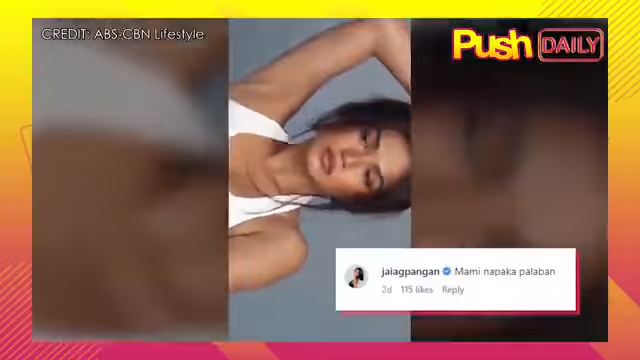 CREDIT: ABS-CBN Lifestyle
Push DAILY
jaiagpangan Mami napaka palaban
2d 115 likes Reply